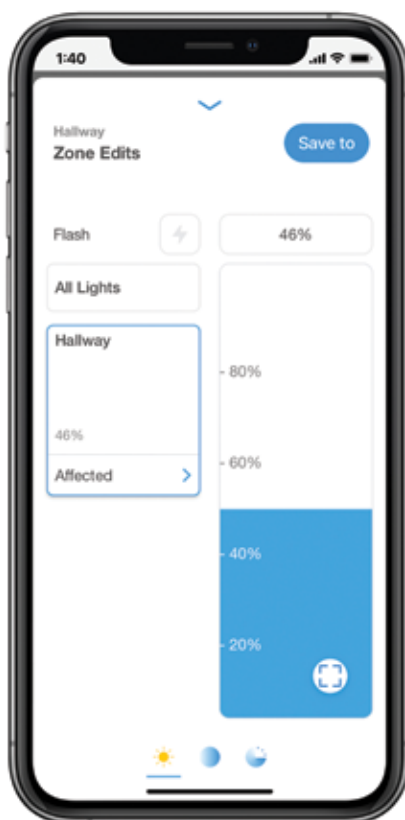 1:40
Hallway
Zone Edits
Save to
Flash
46%
All Lights
Hallway
46%
Affected
80%
60%
40%
20%